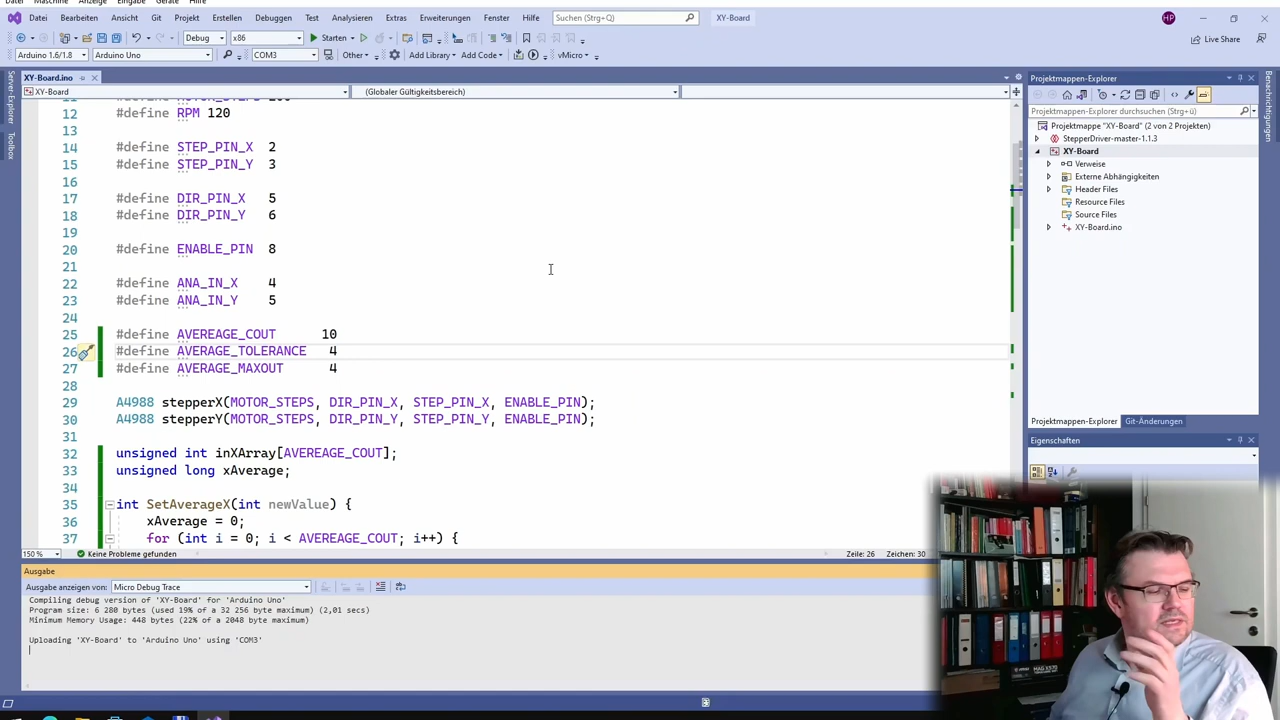 Datei Bearbeiten Ansicht Git Projekt Erstellen Debuggen Test Analysieren Extras Erweiterungen Fenster Hilfe Suchen (Strg+Q) XY-Board HP
Debug x86 Starten Live Share
Arduino 1.6/1.8 Arduino Uno COM3 Other Add Library Add Code vMicro
Server-Explorer
Toolbox
XY-Board.ino
XY-Board (Globaler Gültigkeitsbereich)
12 #define RPM 120
13
14 #define STEP_PIN_X 2
15 #define STEP_PIN_Y 3
16
17 #define DIR_PIN_X 5
18 #define DIR_PIN_Y 6
19
20 #define ENABLE_PIN 8
21
22 #define ANA_IN_X 4
23 #define ANA_IN_Y 5
24
25 #define AVEREAGE_COUT 10
26 #define AVERAGE_TOLERANCE 4
27 #define AVERAGE_MAXOUT 4
28
29 A4988 stepperX(MOTOR_STEPS, DIR_PIN_X, STEP_PIN_X, ENABLE_PIN);
30 A4988 stepperY(MOTOR_STEPS, DIR_PIN_Y, STEP_PIN_Y, ENABLE_PIN);
31
32 unsigned int inXArray[AVEREAGE_COUT];
33 unsigned long xAverage;
34
35 int SetAverageX(int newValue) {
36 xAverage = 0;
37 for (int i = 0; i < AVEREAGE_COUT; i++) {
150 % Keine Probleme gefunden Zeile: 26 Zeichen: 30
Ausgabe
Ausgabe anzeigen von: Micro Debug Trace
Compiling debug version of 'XY-Board' for 'Arduino Uno'
Program size: 6 280 bytes (used 19% of a 32 256 byte maximum) (2,01 secs)
Minimum Memory Usage: 448 bytes (22% of a 2048 byte maximum)
Uploading 'XY-Board' to 'Arduino Uno' using 'COM3'
Projektmappen-Explorer
Projektmappen-Explorer durchsuchen (Strg+ü)
Projektmappe "XY-Board" (2 von 2 Projekten)
StepperDriver-master-1.1.3
XY-Board
Verweise
Externe Abhängigkeiten
Header Files
Resource Files
Source Files
XY-Board.ino
Projektmappen-Explorer Git-Änderungen
Eigenschaften
Benachrichtigungen